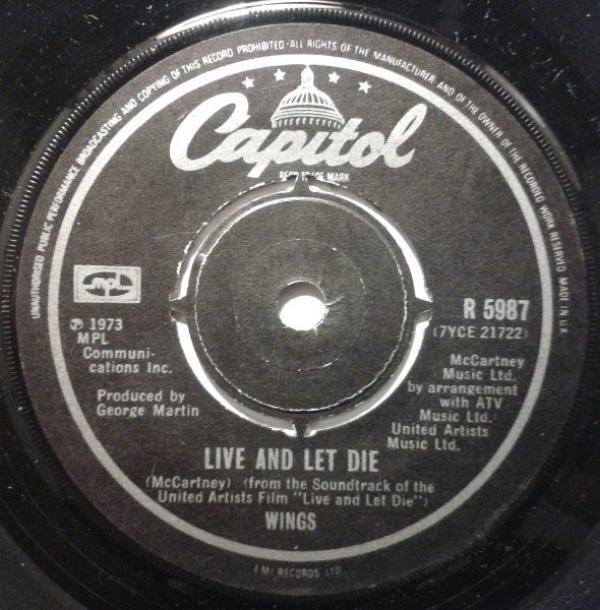 UNAUTHORISED PUBLIC PERFORMANCE BROADCASTING AND COPYING OF THIS RECORD PROHIBITED · ALL RIGHTS OF THE MANUFACTURER AND OF THE OWNER OF THE RECORDED WORK RESERVED MADE IN U.K.
Capitol
TRADE MARK
mpl
℗ 1973
MPL
Communi-
cations Inc.
Produced by
George Martin
R 5987
(7YCE 21722)
McCartney
Music Ltd.
by arrangement
with ATV
Music Ltd.
United Artists
Music Ltd.
LIVE AND LET DIE
(McCartney) (from the Soundtrack of the
United Artists Film "Live and Let Die")
WINGS
EMI RECORDS LTD